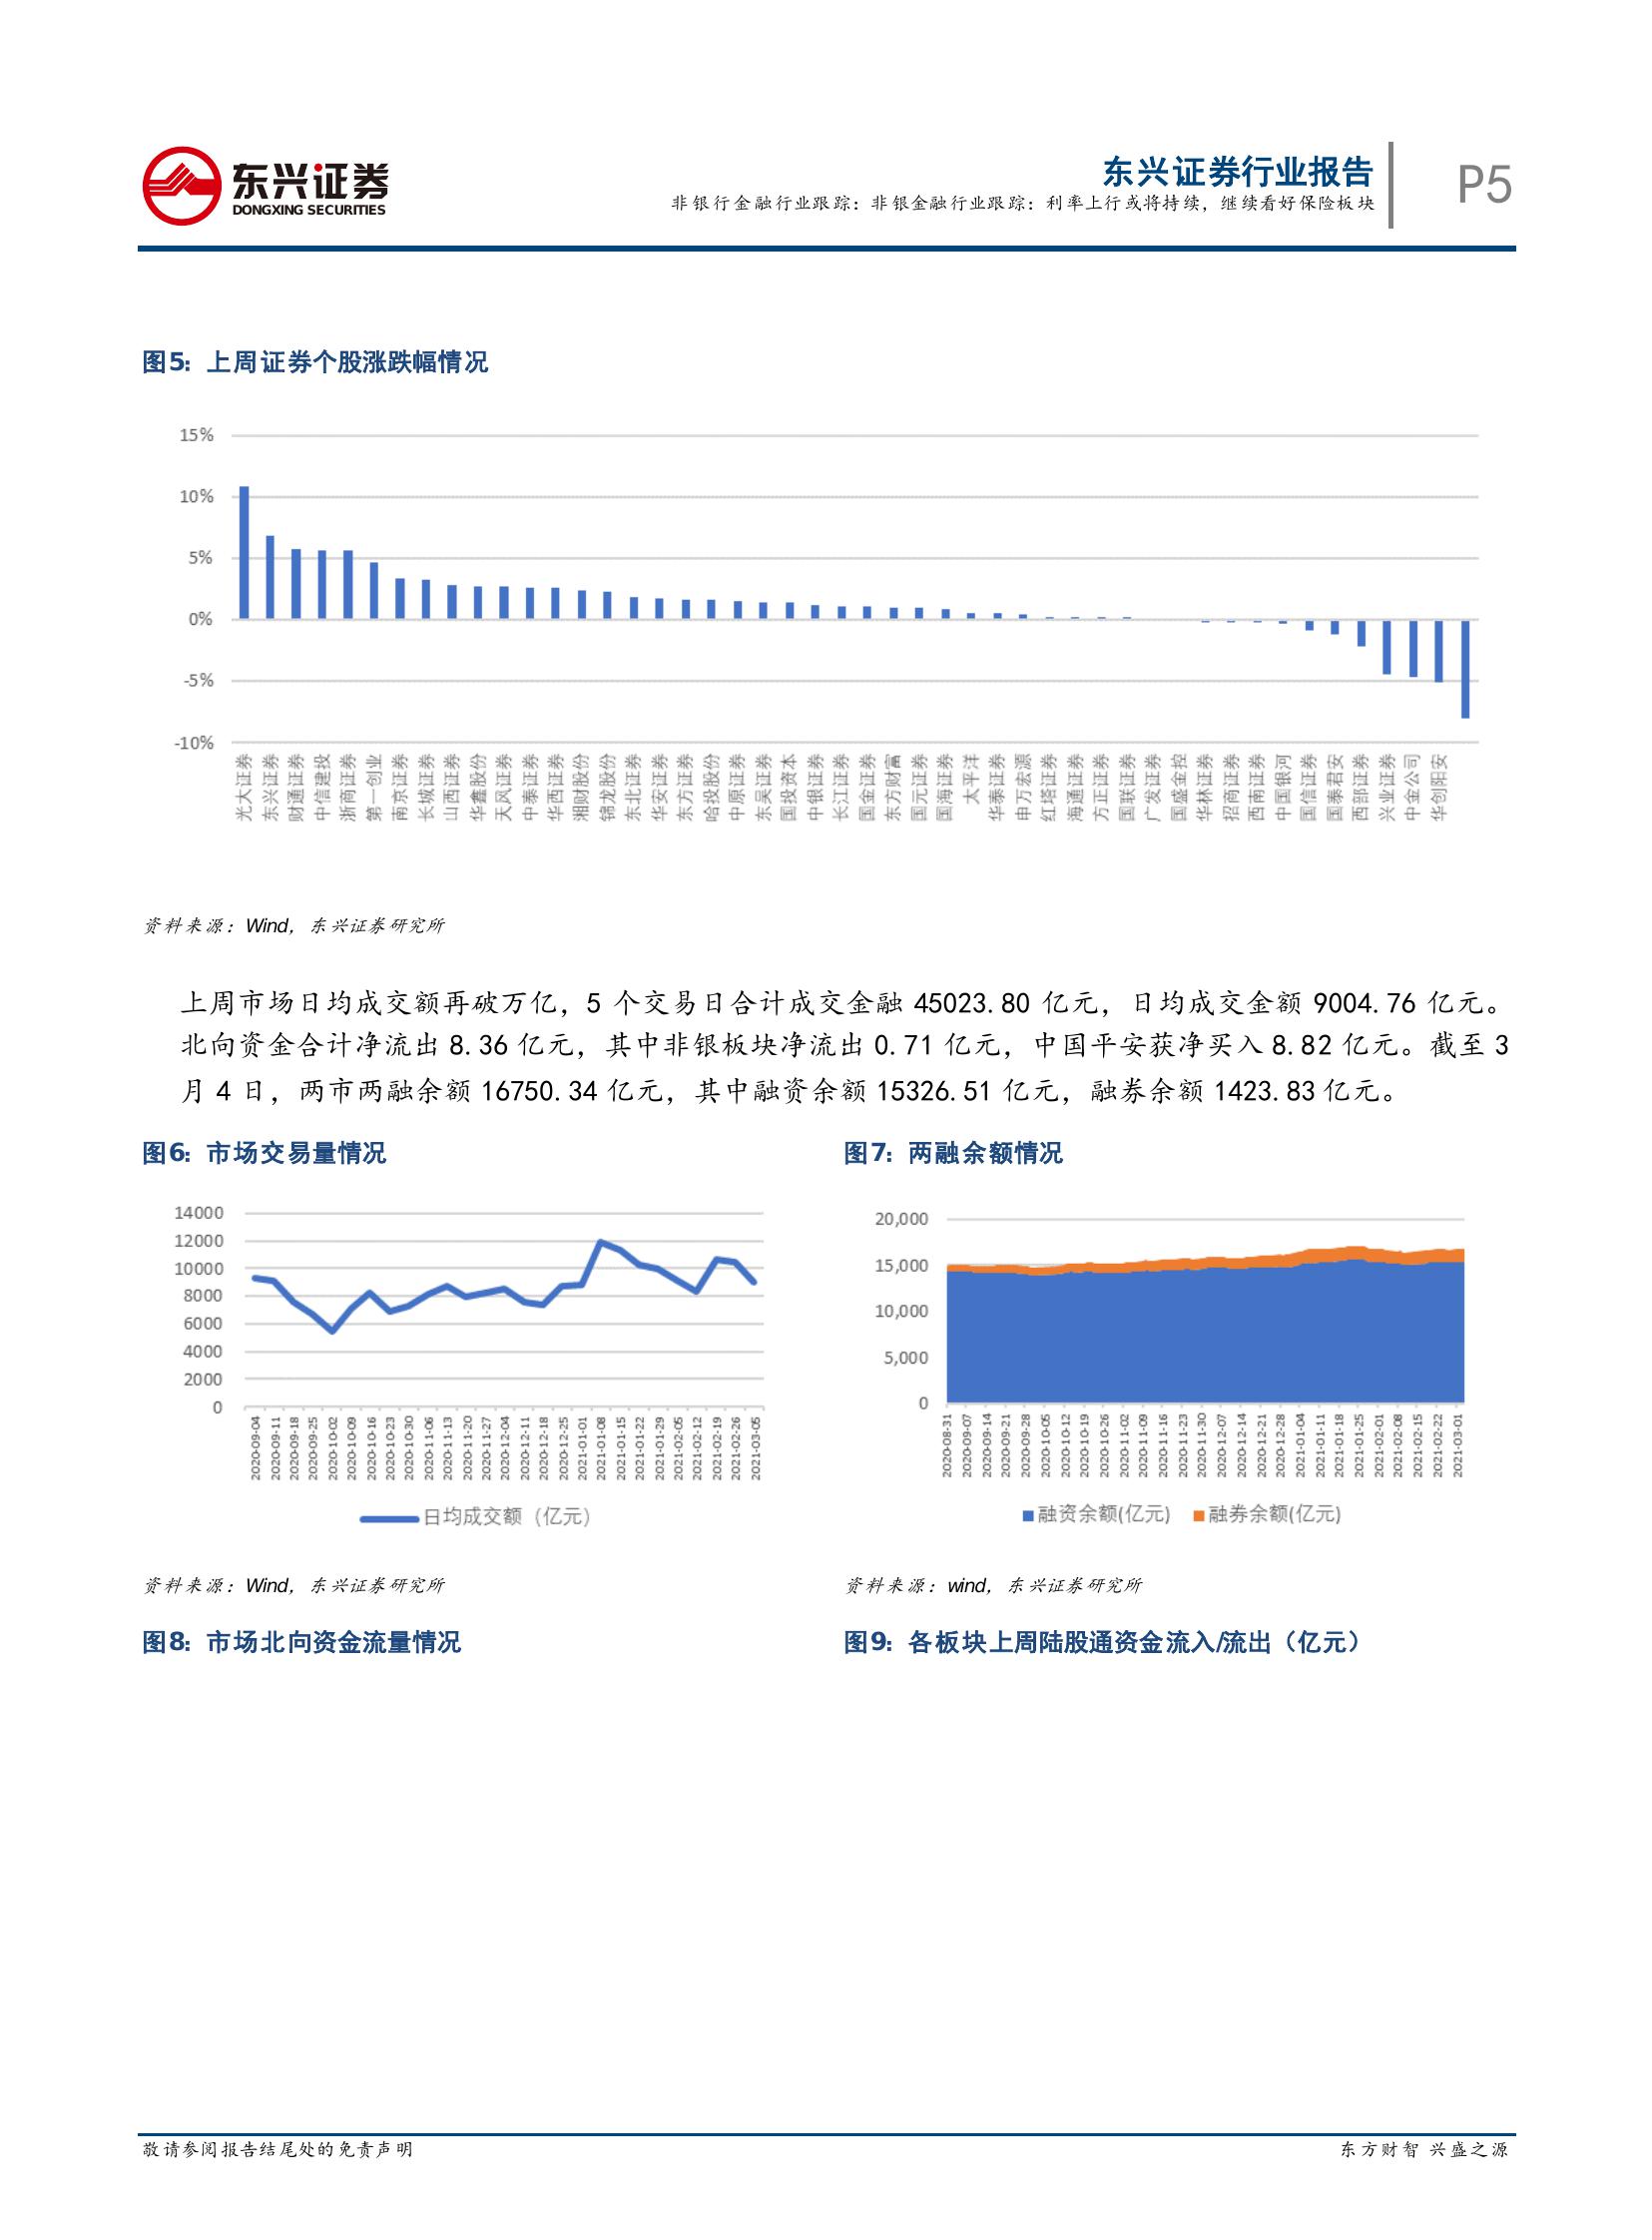 东兴证券
DONGXING SECURITIES
东兴证券行业报告
非银行金融行业跟踪：非银金融行业跟踪：利率上行或将持续，继续看好保险板块
P5
图5：上周证券个股涨跌幅情况
15%
10%
5%
0%
-5%
-10%
光大证券
东兴证券
财通证券
中信建投
浙商证券
第一创业
南京证券
长城证券
山西证券
华鑫股份
天风证券
中泰证券
华西证券
湘财股份
锦龙股份
东北证券
华安证券
东方证券
哈投股份
中原证券
东吴证券
国投资本
中银证券
长江证券
国金证券
东方财富
国元证券
国海证券
太平洋
华泰证券
申万宏源
红塔证券
海通证券
方正证券
国联证券
广发证券
国盛金控
华林证券
招商证券
西南证券
中国银河
国信证券
国泰君安
西部证券
兴业证券
中金公司
华创阳安
资料来源：Wind，东兴证券研究所
上周市场日均成交额再破万亿，5 个交易日合计成交金融 45023.80 亿元，日均成交金额 9004.76 亿元。
北向资金合计净流出 8.36 亿元，其中非银板块净流出 0.71 亿元，中国平安获净买入 8.82 亿元。截至 3
月 4 日，两市两融余额 16750.34 亿元，其中融资余额 15326.51 亿元，融券余额 1423.83 亿元。
图6：市场交易量情况
14000
12000
10000
8000
6000
4000
2000
0
2020-09-04
2020-09-11
2020-09-18
2020-09-25
2020-10-02
2020-10-09
2020-10-16
2020-10-23
2020-10-30
2020-11-06
2020-11-13
2020-11-20
2020-11-27
2020-12-04
2020-12-11
2020-12-18
2020-12-25
2021-01-01
2021-01-08
2021-01-15
2021-01-22
2021-01-29
2021-02-05
2021-02-12
2021-02-19
2021-02-26
2021-03-05
日均成交额（亿元）
资料来源：Wind，东兴证券研究所
图7：两融余额情况
20,000
15,000
10,000
5,000
0
2020-08-31
2020-09-07
2020-09-14
2020-09-21
2020-09-28
2020-10-05
2020-10-12
2020-10-19
2020-10-26
2020-11-02
2020-11-09
2020-11-16
2020-11-23
2020-11-30
2020-12-07
2020-12-14
2020-12-21
2020-12-28
2021-01-04
2021-01-11
2021-01-18
2021-01-25
2021-02-01
2021-02-08
2021-02-15
2021-02-22
2021-03-01
融资余额(亿元)
融券余额(亿元)
资料来源：wind，东兴证券研究所
图8：市场北向资金流量情况
图9：各板块上周陆股通资金流入/流出（亿元）
敬请参阅报告结尾处的免责声明
东方财智 兴盛之源